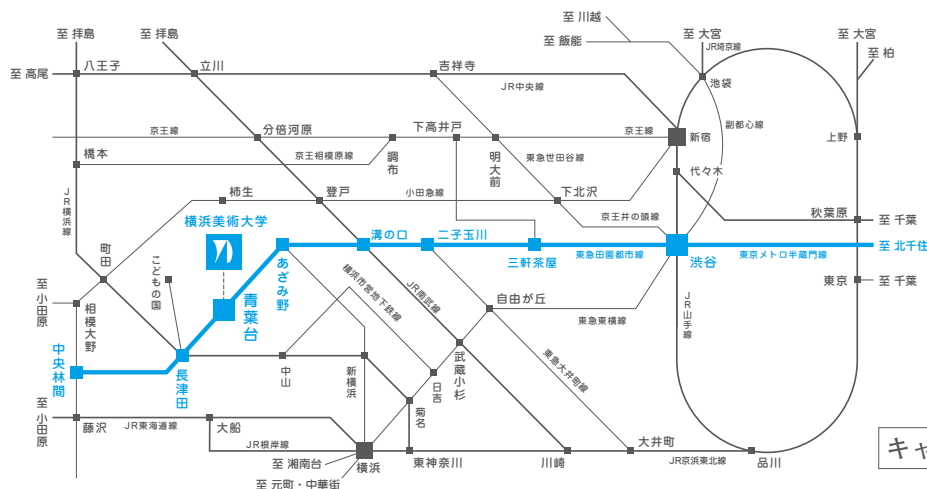 至 川越
至 拝島
至 拝島
至 飯能
至 大宮
JR埼京線
至 大宮
至 柏
至 高尾
八王子
立川
吉祥寺
JR中央線
池袋
副都心線
京王線
分倍河原
下高井戸
京王線
新宿
上野
橋本
京王相模原線
調布
明大前
東急世田谷線
代々木
JR横浜線
柿生
登戸
小田急線
下北沢
京王井の頭線
秋葉原
至 千葉
横浜美術大学
町田
こどもの国
あざみ野
溝の口
二子玉川
三軒茶屋
東急田園都市線
渋谷
東京メトロ半蔵門線
至 北千住
至 小田原
相模大野
青葉台
横浜市営地下鉄線
JR南武線
自由が丘
東急東横線
JR山手線
東京
至 千葉
中央林間
長津田
中山
新横浜
日吉
武蔵小杉
東急大井町線
至 小田原
藤沢
JR東海道線
大船
菊名
JR根岸線
横浜
東神奈川
川崎
大井町
JR京浜東北線
品川
至 湘南台
至 元町・中華街